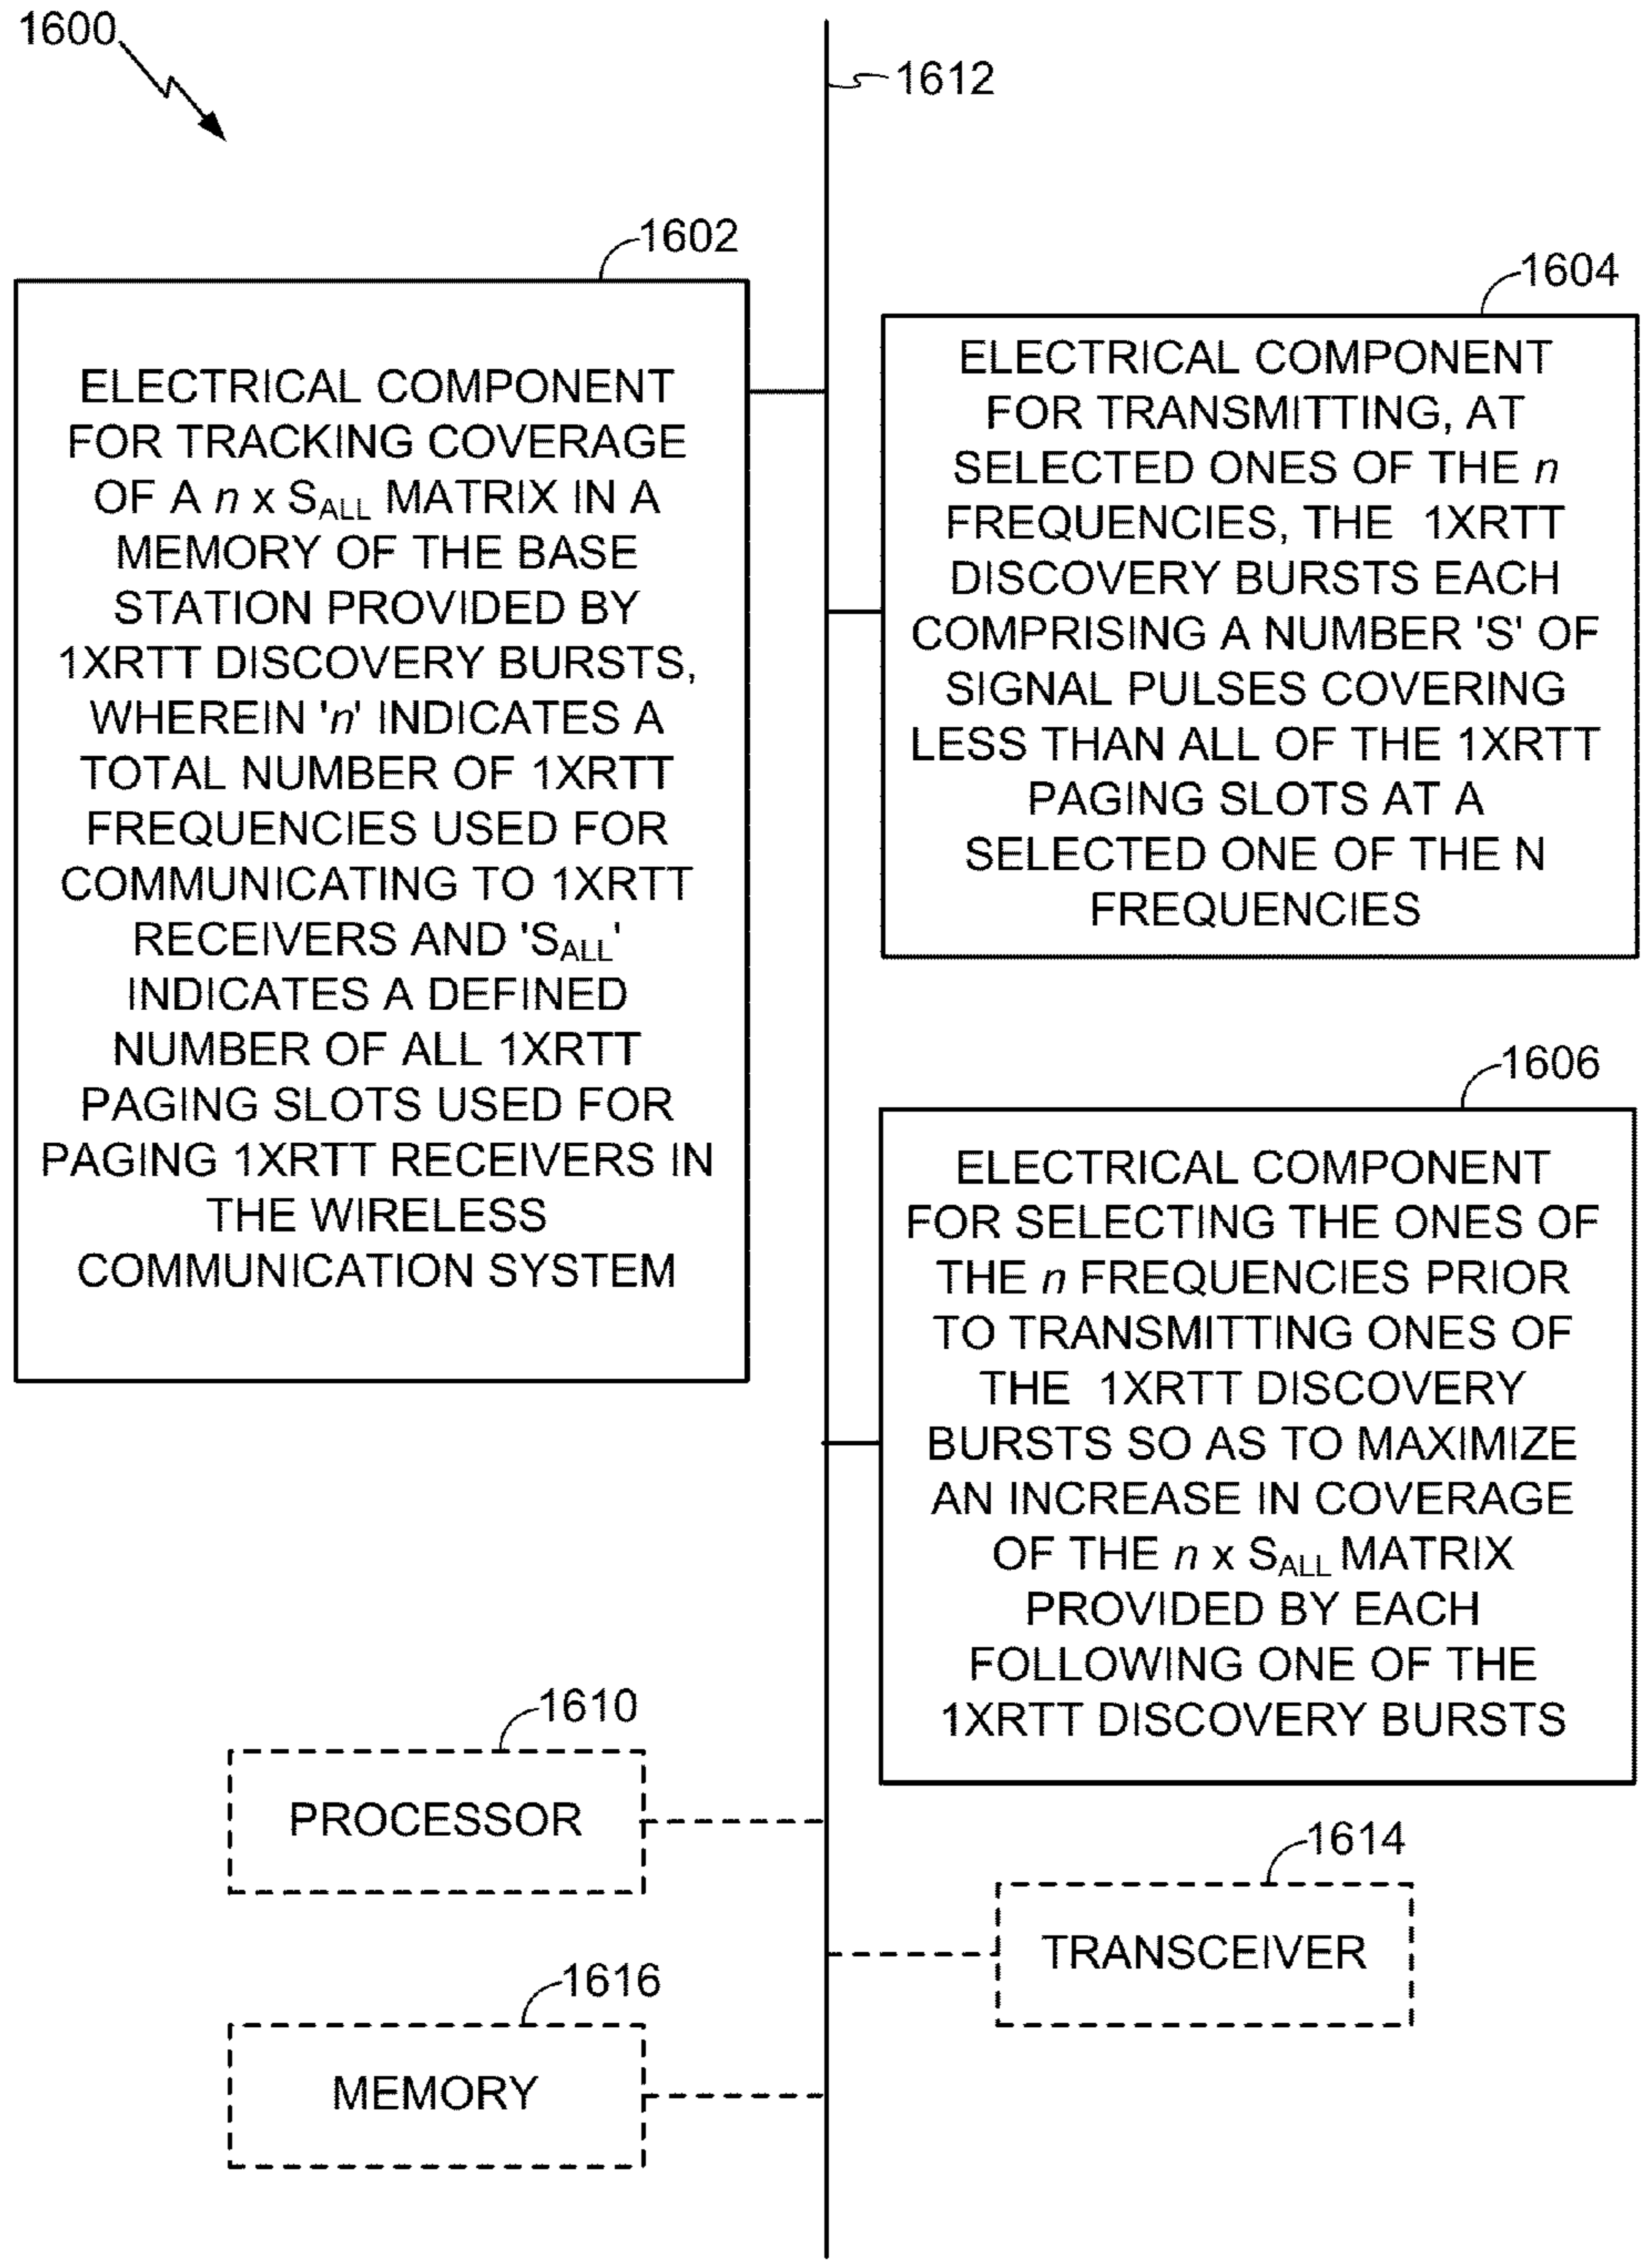 1600
1612
1602
ELECTRICAL COMPONENT
FOR TRACKING COVERAGE
OF A n x SALL MATRIX IN A
MEMORY OF THE BASE
STATION PROVIDED BY
1XRTT DISCOVERY BURSTS,
WHEREIN 'n' INDICATES A
TOTAL NUMBER OF 1XRTT
FREQUENCIES USED FOR
COMMUNICATING TO 1XRTT
RECEIVERS AND 'SALL'
INDICATES A DEFINED
NUMBER OF ALL 1XRTT
PAGING SLOTS USED FOR
PAGING 1XRTT RECEIVERS IN
THE WIRELESS
COMMUNICATION SYSTEM
1604
ELECTRICAL COMPONENT
FOR TRANSMITTING, AT
SELECTED ONES OF THE n
FREQUENCIES, THE 1XRTT
DISCOVERY BURSTS EACH
COMPRISING A NUMBER 'S' OF
SIGNAL PULSES COVERING
LESS THAN ALL OF THE 1XRTT
PAGING SLOTS AT A
SELECTED ONE OF THE N
FREQUENCIES
1606
ELECTRICAL COMPONENT
FOR SELECTING THE ONES OF
THE n FREQUENCIES PRIOR
TO TRANSMITTING ONES OF
THE 1XRTT DISCOVERY
BURSTS SO AS TO MAXIMIZE
AN INCREASE IN COVERAGE
OF THE n x SALL MATRIX
PROVIDED BY EACH
FOLLOWING ONE OF THE
1XRTT DISCOVERY BURSTS
1610
PROCESSOR
1614
TRANSCEIVER
1616
MEMORY